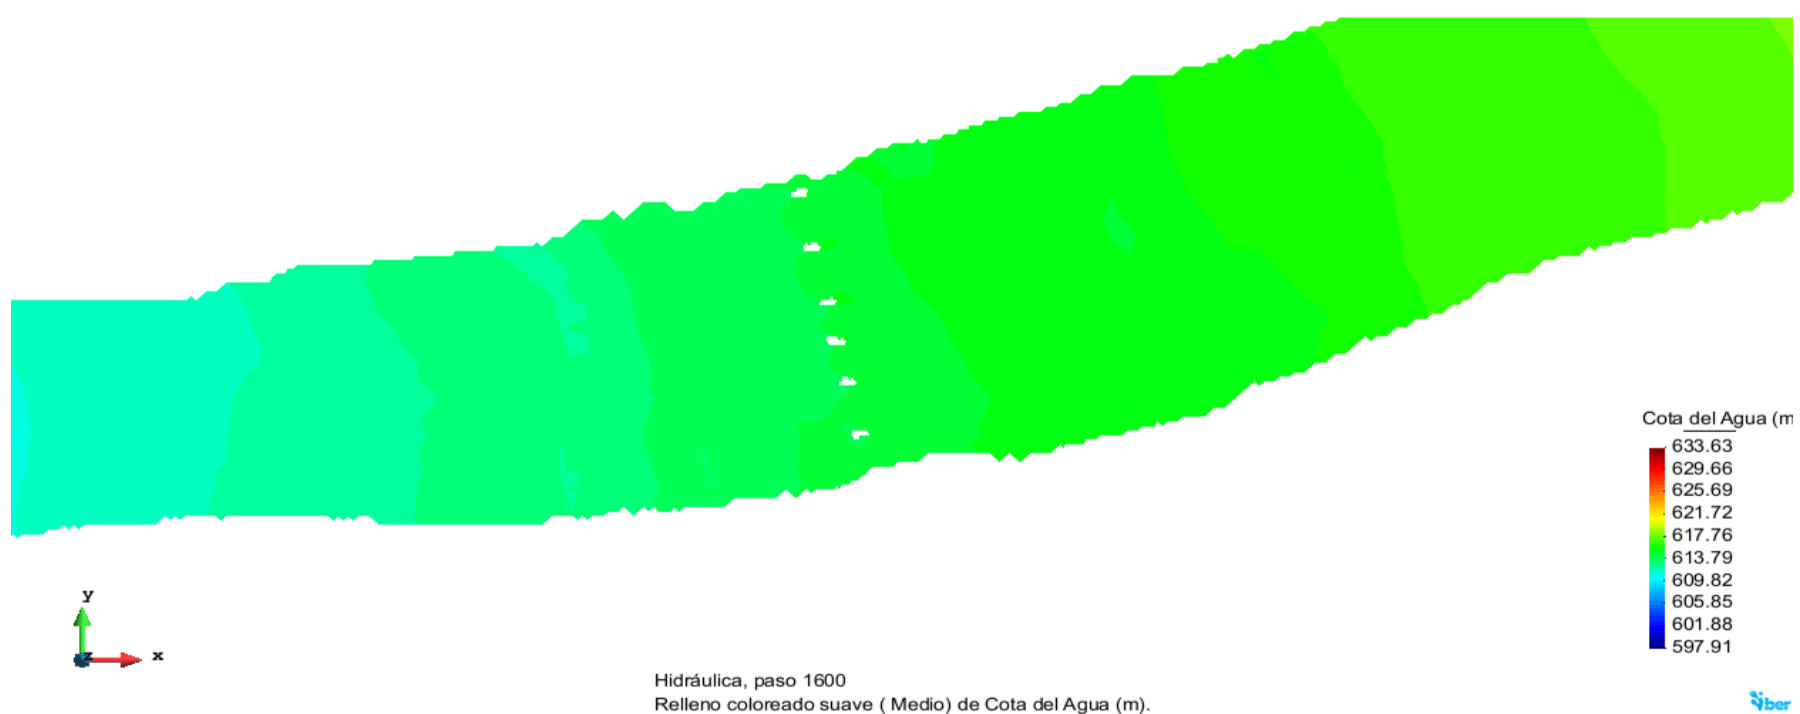 Cota del Agua (m
633.63
629.66
625.69
621.72
617.76
613.79
609.82
605.85
601.88
597.91
y
z
x
Hidráulica, paso 1600
Relleno coloreado suave ( Medio) de Cota del Agua (m).
iber